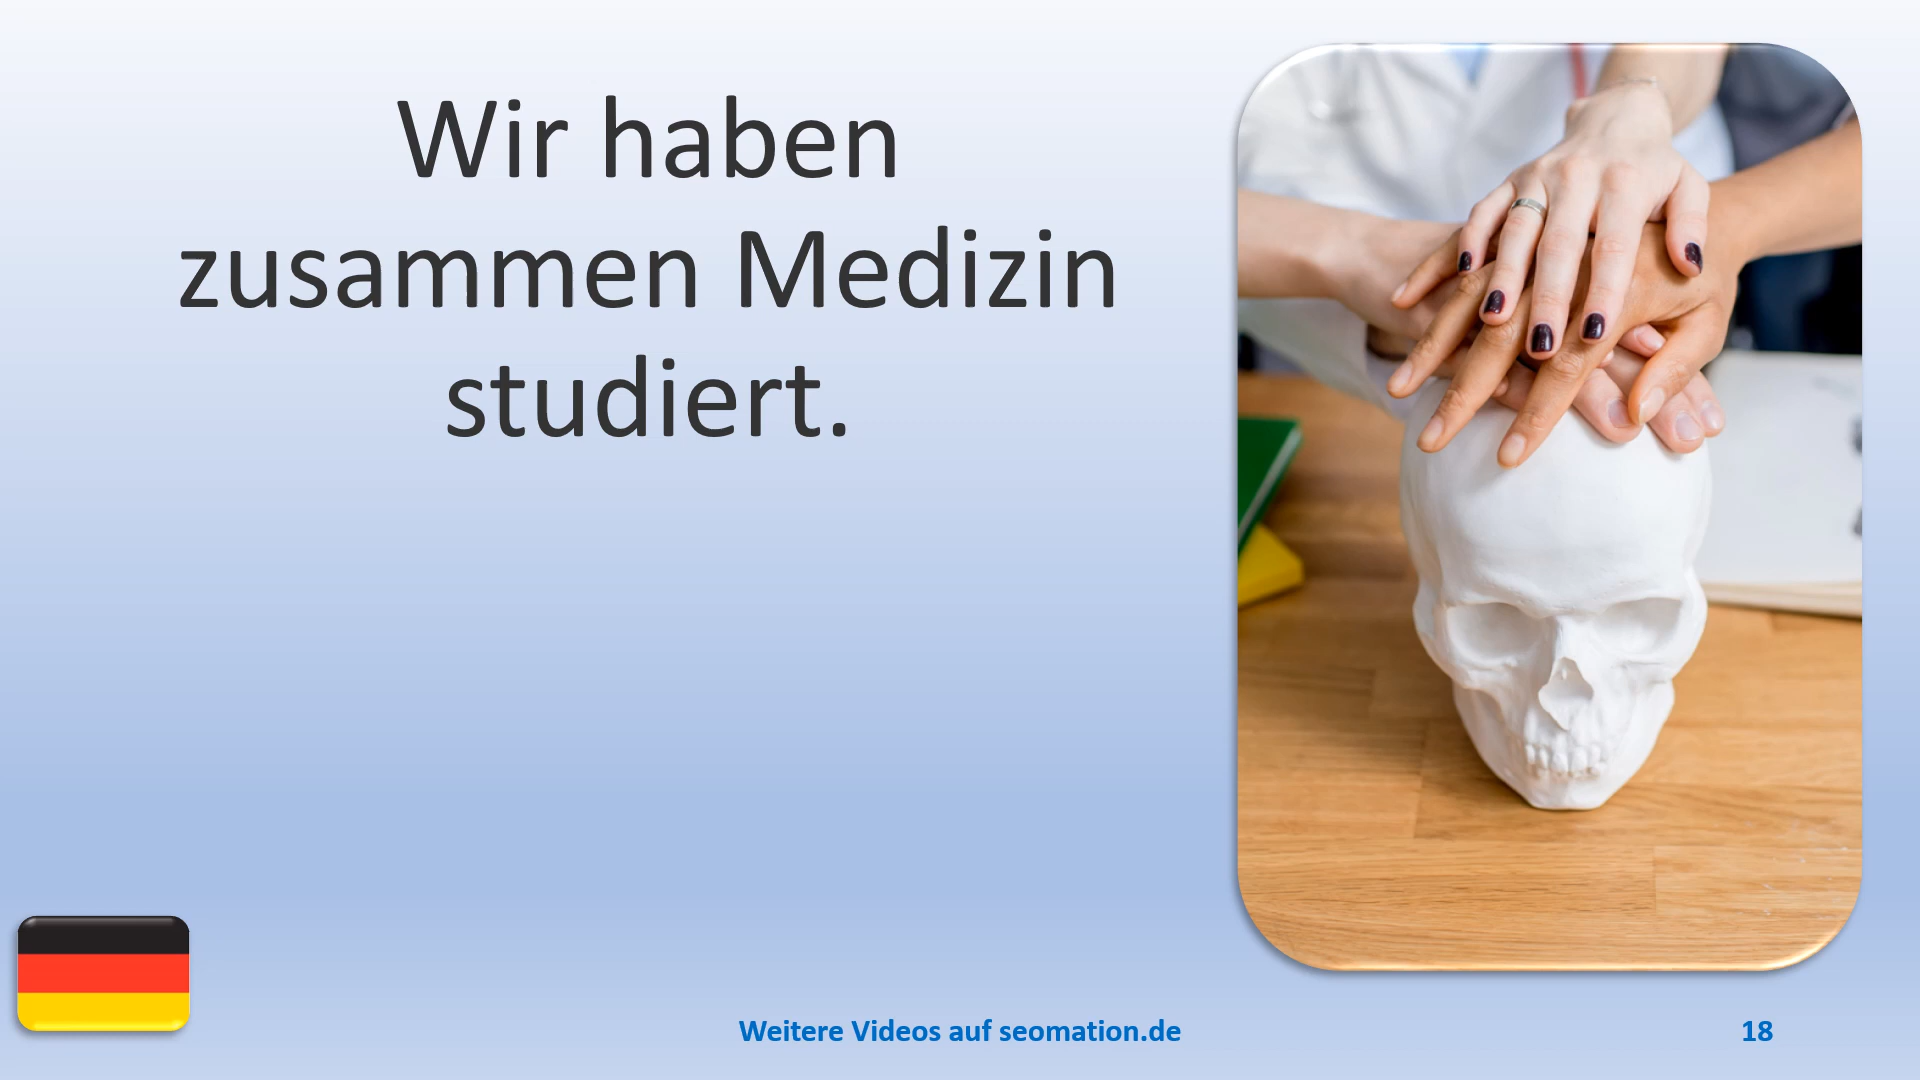 Wir haben
zusammen Medizin
studiert.
Weitere Videos auf seomation.de
18